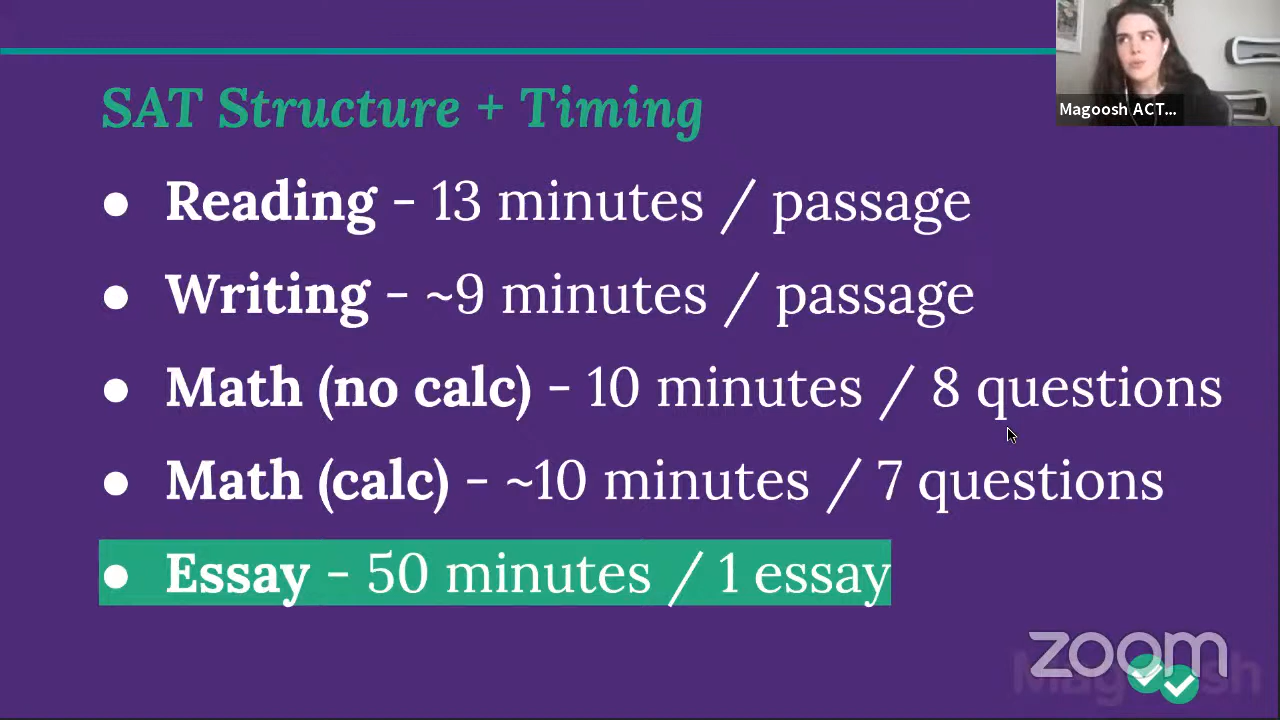 SAT Structure + Timing
Magoosh ACT...
● Reading - 13 minutes / passage
● Writing - ~9 minutes / passage
● Math (no calc) - 10 minutes / 8 questions
● Math (calc) - ~10 minutes / 7 questions
● Essay - 50 minutes / 1 essay
zoom
Magoosh